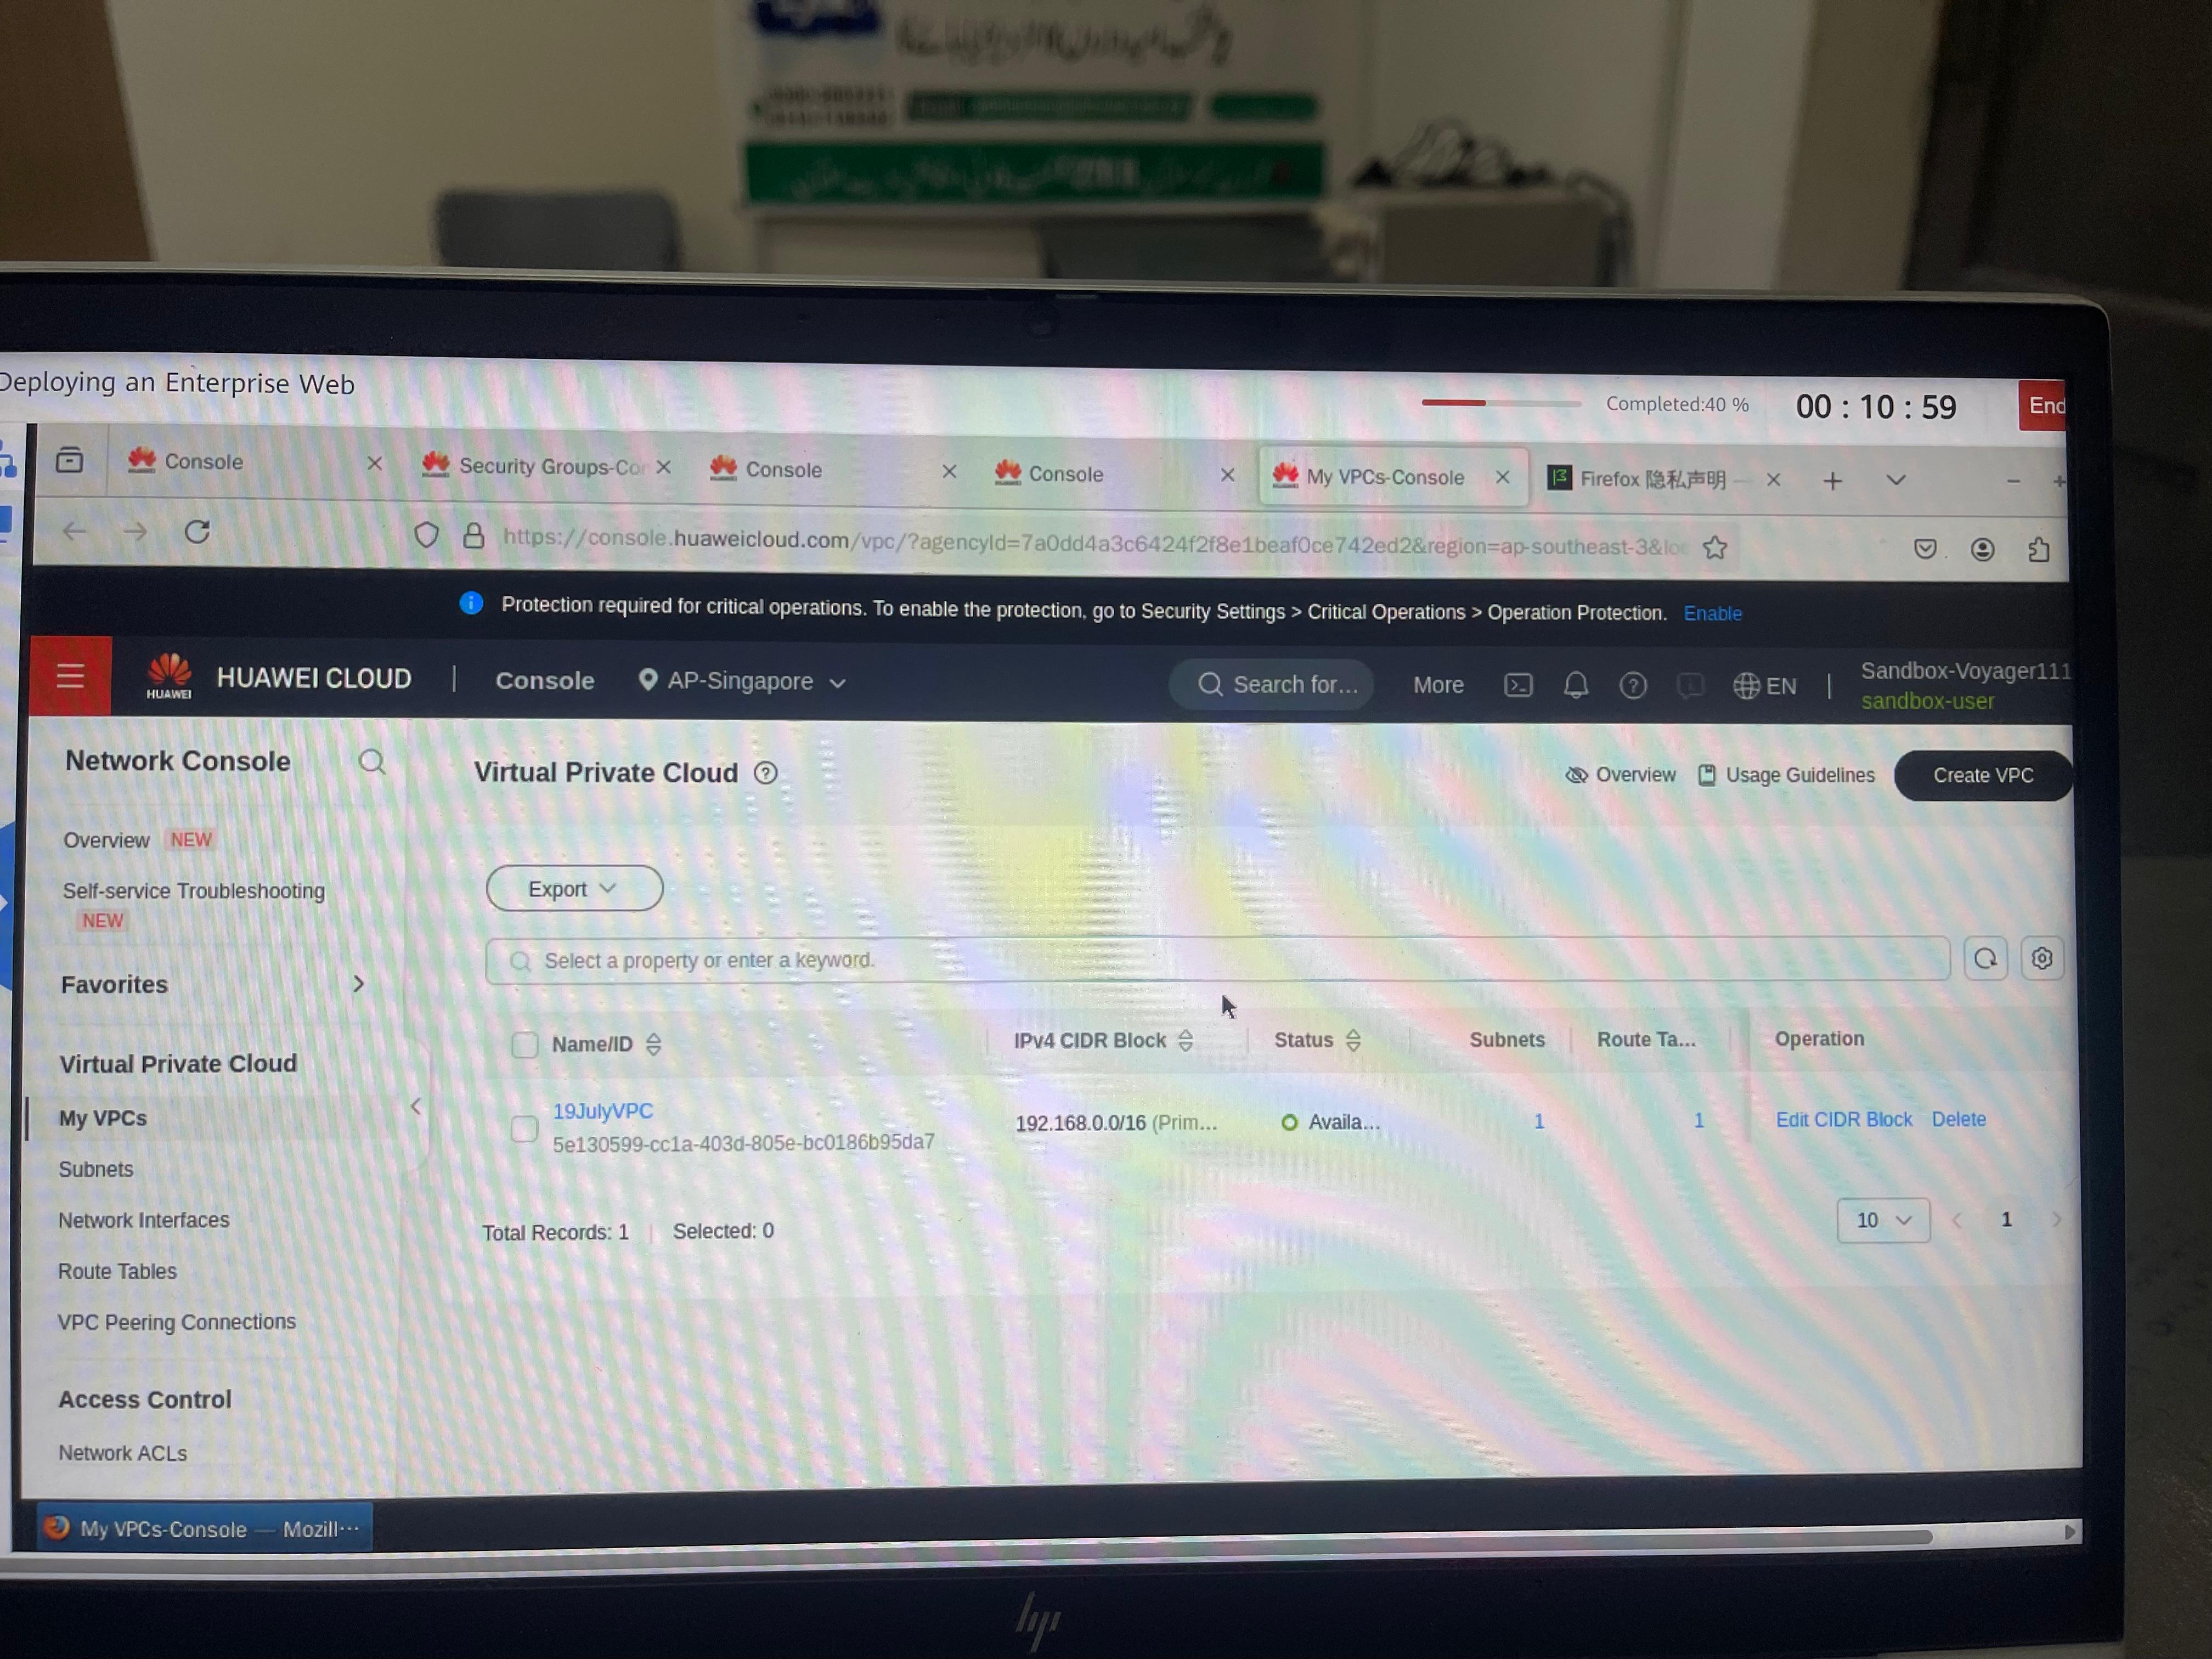 Deploying an Enterprise Web
Completed:40 %
00 : 10 : 59
End
Console
Security Groups-Cor
Console
Console
My VPCs-Console
Firefox 隐私声明 —
https://console.huaweicloud.com/vpc/?agencyId=7a0dd4a3c6424f2f8e1beaf0ce742ed2&region=ap-southeast-3&loc
Protection required for critical operations. To enable the protection, go to Security Settings > Critical Operations > Operation Protection. Enable
HUAWEI
HUAWEI CLOUD | Console
AP-Singapore
Search for...
More
EN
Sandbox-Voyager111
sandbox-user
Network Console
Overview NEW
Self-service Troubleshooting
NEW
Favorites
Virtual Private Cloud
My VPCs
Subnets
Network Interfaces
Route Tables
VPC Peering Connections
Access Control
Network ACLs
Virtual Private Cloud
Overview
Usage Guidelines
Create VPC
Export
Select a property or enter a keyword.
Name/ID IPv4 CIDR Block Status Subnets Route Ta... Operation
19JulyVPC
5e130599-cc1a-403d-805e-bc0186b95da7
192.168.0.0/16 (Prim...
Availa...
1
1
Edit CIDR Block Delete
Total Records: 1 Selected: 0
10
1
My VPCs-Console — Mozill···
hp